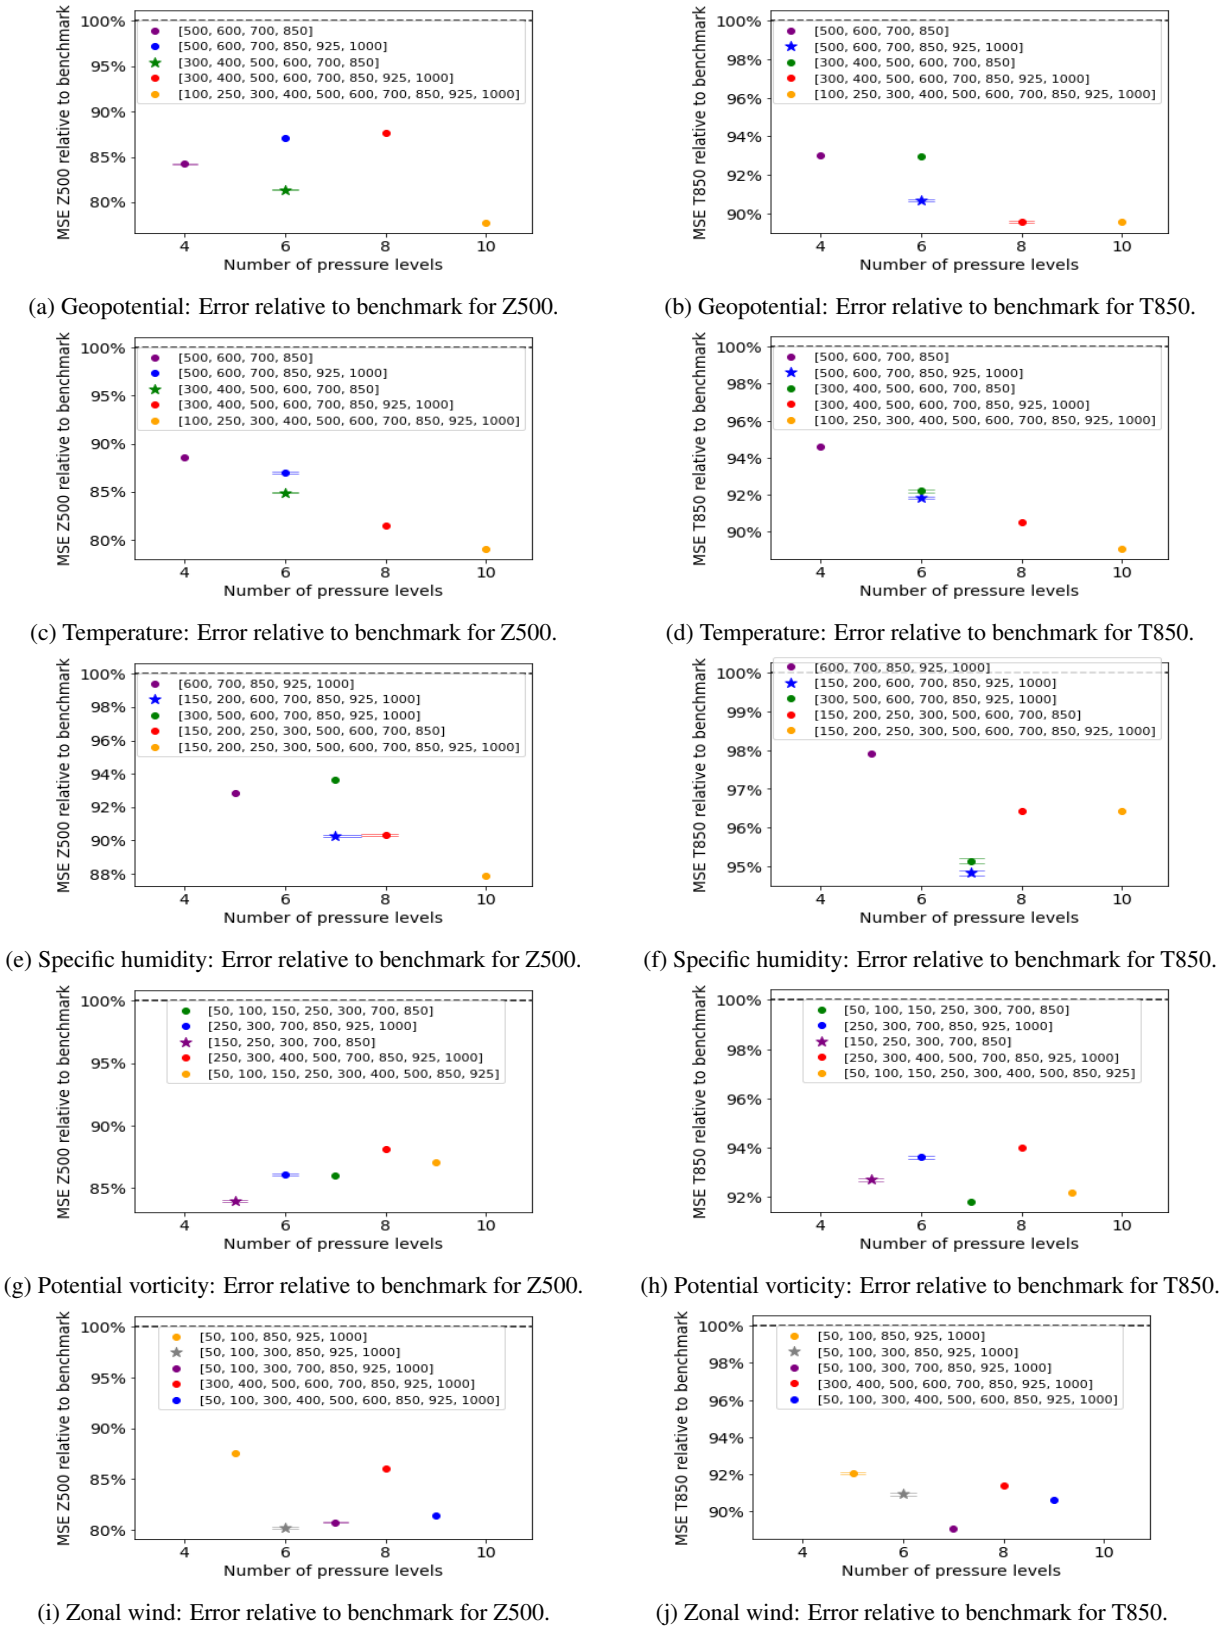 MSE Z500 relative to benchmark
100%
95%
90%
85%
80%
[500, 600, 700, 850]
[500, 600, 700, 850, 925, 1000]
[300, 400, 500, 600, 700, 850]
[300, 400, 500, 600, 700, 850, 925, 1000]
[100, 250, 300, 400, 500, 600, 700, 850, 925, 1000]
4 6 8 10
Number of pressure levels
(a) Geopotential: Error relative to benchmark for Z500.
MSE T850 relative to benchmark
100%
98%
96%
94%
92%
90%
[500, 600, 700, 850]
[500, 600, 700, 850, 925, 1000]
[300, 400, 500, 600, 700, 850]
[300, 400, 500, 600, 700, 850, 925, 1000]
[100, 250, 300, 400, 500, 600, 700, 850, 925, 1000]
4 6 8 10
Number of pressure levels
(b) Geopotential: Error relative to benchmark for T850.
MSE Z500 relative to benchmark
100%
95%
90%
85%
80%
[500, 600, 700, 850]
[500, 600, 700, 850, 925, 1000]
[300, 400, 500, 600, 700, 850]
[300, 400, 500, 600, 700, 850, 925, 1000]
[100, 250, 300, 400, 500, 600, 700, 850, 925, 1000]
4 6 8 10
Number of pressure levels
(c) Temperature: Error relative to benchmark for Z500.
MSE T850 relative to benchmark
100%
98%
96%
94%
92%
90%
[500, 600, 700, 850]
[500, 600, 700, 850, 925, 1000]
[300, 400, 500, 600, 700, 850]
[300, 400, 500, 600, 700, 850, 925, 1000]
[100, 250, 300, 400, 500, 600, 700, 850, 925, 1000]
4 6 8 10
Number of pressure levels
(d) Temperature: Error relative to benchmark for T850.
MSE Z500 relative to benchmark
100%
98%
96%
94%
92%
90%
88%
[600, 700, 850, 925, 1000]
[150, 200, 600, 700, 850, 925, 1000]
[300, 500, 600, 700, 850, 925, 1000]
[150, 200, 250, 300, 500, 600, 700, 850]
[150, 200, 250, 300, 500, 600, 700, 850, 925, 1000]
4 6 8 10
Number of pressure levels
(e) Specific humidity: Error relative to benchmark for Z500.
MSE T850 relative to benchmark
100%
99%
98%
97%
96%
95%
[600, 700, 850, 925, 1000]
[150, 200, 600, 700, 850, 925, 1000]
[300, 500, 600, 700, 850, 925, 1000]
[150, 200, 250, 300, 500, 600, 700, 850]
[150, 200, 250, 300, 500, 600, 700, 850, 925, 1000]
4 6 8 10
Number of pressure levels
(f) Specific humidity: Error relative to benchmark for T850.
MSE Z500 relative to benchmark
100%
95%
90%
85%
[50, 100, 150, 250, 300, 700, 850]
[250, 300, 700, 850, 925, 1000]
[150, 250, 300, 700, 850]
[250, 300, 400, 500, 700, 850, 925, 1000]
[50, 100, 150, 250, 300, 400, 500, 850, 925]
4 6 8 10
Number of pressure levels
(g) Potential vorticity: Error relative to benchmark for Z500.
MSE T850 relative to benchmark
100%
98%
96%
94%
92%
[50, 100, 150, 250, 300, 700, 850]
[250, 300, 700, 850, 925, 1000]
[150, 250, 300, 700, 850]
[250, 300, 400, 500, 700, 850, 925, 1000]
[50, 100, 150, 250, 300, 400, 500, 850, 925]
4 6 8 10
Number of pressure levels
(h) Potential vorticity: Error relative to benchmark for T850.
MSE Z500 relative to benchmark
100%
95%
90%
85%
80%
[50, 100, 850, 925, 1000]
[50, 100, 300, 850, 925, 1000]
[50, 100, 300, 700, 850, 925, 1000]
[300, 400, 500, 600, 700, 850, 925, 1000]
[50, 100, 300, 400, 500, 600, 850, 925, 1000]
4 6 8 10
Number of pressure levels
(i) Zonal wind: Error relative to benchmark for Z500.
MSE T850 relative to benchmark
100%
98%
96%
94%
92%
90%
[50, 100, 850, 925, 1000]
[50, 100, 300, 850, 925, 1000]
[50, 100, 300, 700, 850, 925, 1000]
[300, 400, 500, 600, 700, 850, 925, 1000]
[50, 100, 300, 400, 500, 600, 850, 925, 1000]
4 6 8 10
Number of pressure levels
(j) Zonal wind: Error relative to benchmark for T850.